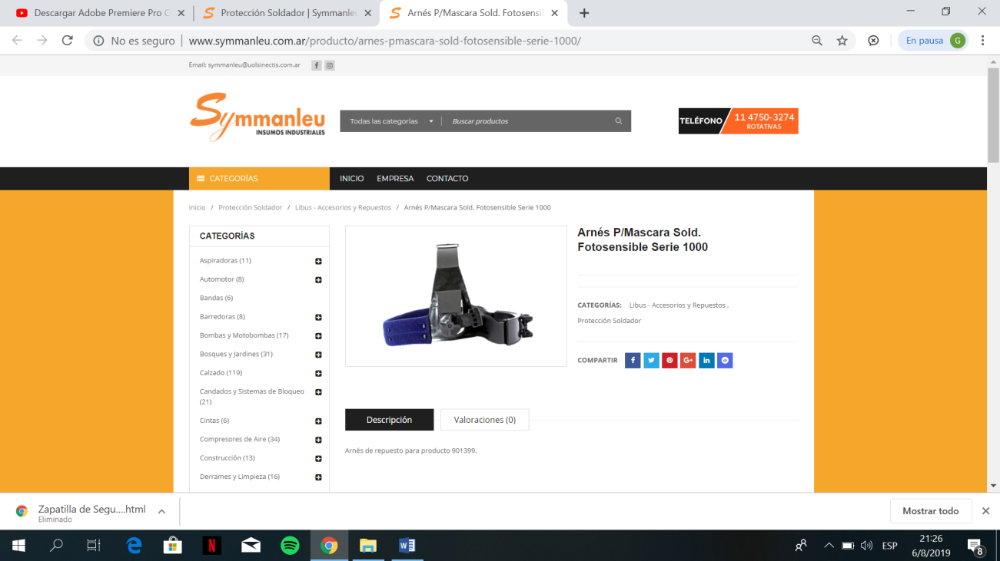 Descargar Adobe Premiere Pro C
Protección Soldador | Symmanleu
Arnés P/Mascara Sold. Fotosensib
No es seguro | www.symmanleu.com.ar/producto/arnes-pmascara-sold-fotosensible-serie-1000/
En pausa G
Email: symmanleu@uolsinectis.com.ar
Symmanleu
INSUMOS INDUSTRIALES
Todas las categorías
Buscar productos
TELÉFONO
11 4750-3274
ROTATIVAS
CATEGORÍAS
INICIO EMPRESA CONTACTO
Inicio / Protección Soldador / Libus - Accesorios y Repuestos / Arnés P/Mascara Sold. Fotosensible Serie 1000
CATEGORÍAS
Aspiradoras (11)
Automotor (8)
Bandas (6)
Barredoras (8)
Bombas y Motobombas (17)
Bosques y Jardines (31)
Calzado (119)
Candados y Sistemas de Bloqueo
(21)
Cintas (6)
Compresores de Aire (34)
Construcción (13)
Derrames y Limpieza (16)
Arnés P/Mascara Sold.
Fotosensible Serie 1000
CATEGORÍAS: Libus - Accesorios y Repuestos ,
Protección Soldador
COMPARTIR
Descripción
Valoraciones (0)
Arnés de repuesto para producto 901399.
Zapatilla de Segu....html
Eliminado
Mostrar todo
ESP
21:26
6/8/2019
8